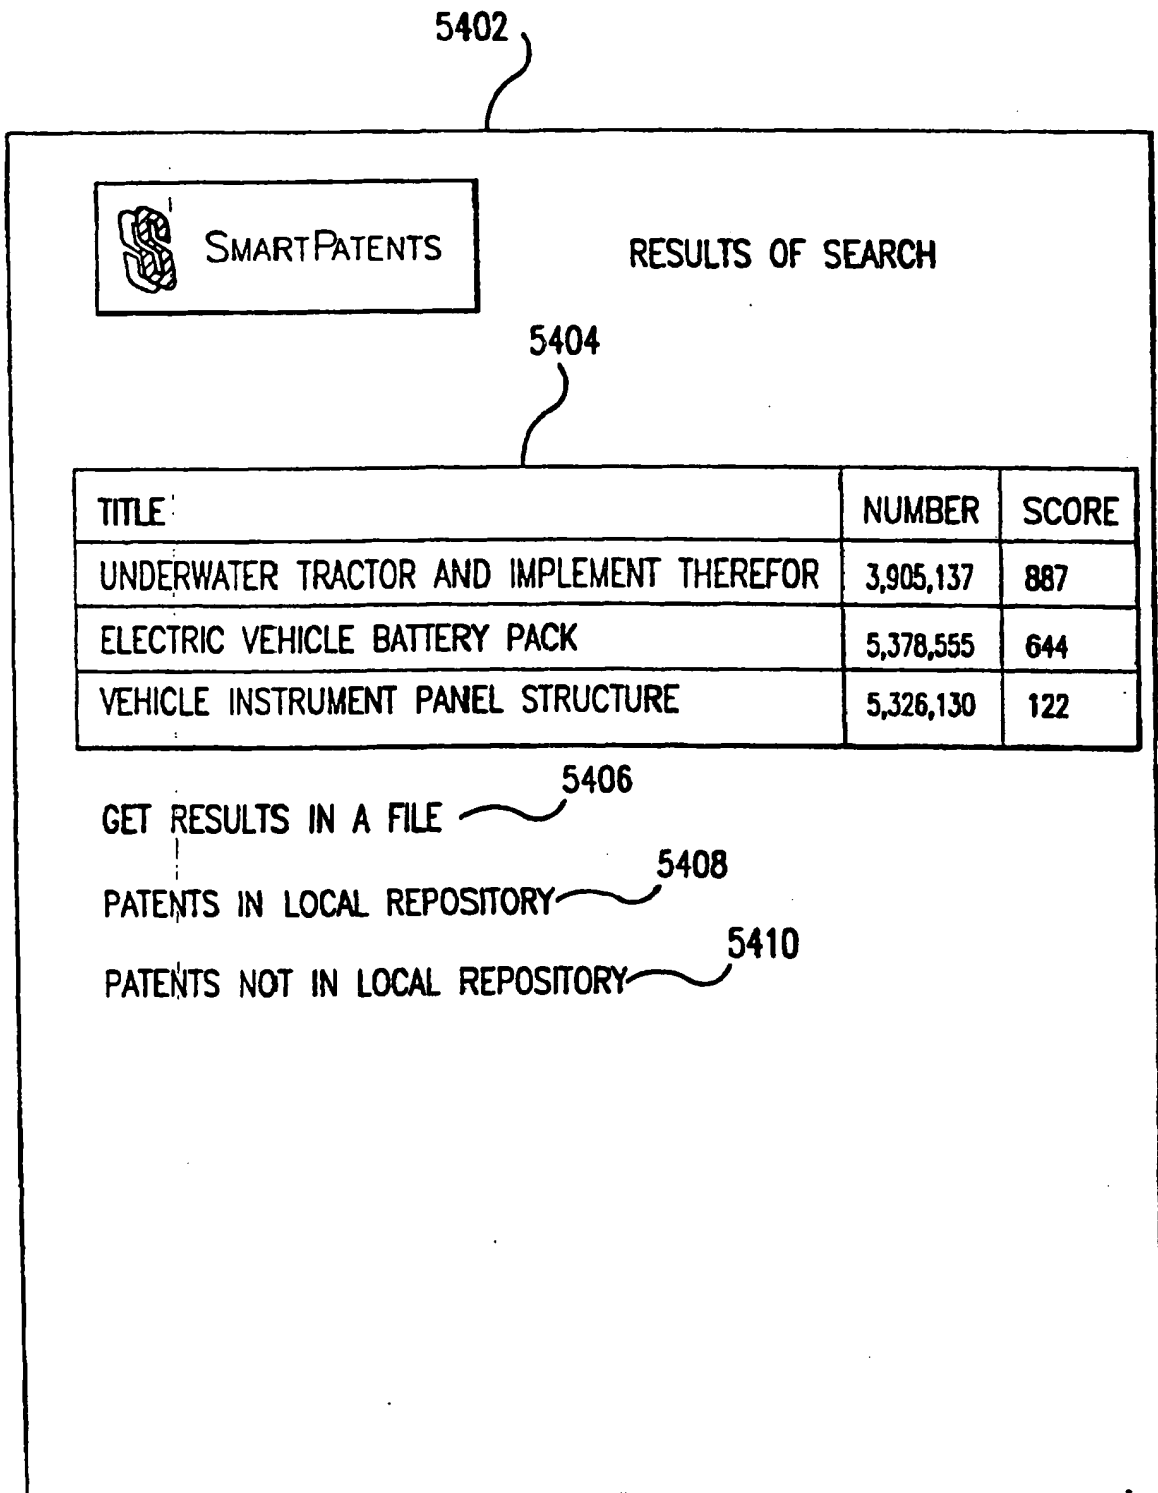 5402
SMARTPATENTS
RESULTS OF SEARCH
5404
TITLE NUMBER SCORE
UNDERWATER TRACTOR AND IMPLEMENT THEREFOR 3,905,137 887
ELECTRIC VEHICLE BATTERY PACK 5,378,555 644
VEHICLE INSTRUMENT PANEL STRUCTURE 5,326,130 122
GET RESULTS IN A FILE 5406
PATENTS IN LOCAL REPOSITORY 5408
PATENTS NOT IN LOCAL REPOSITORY 5410